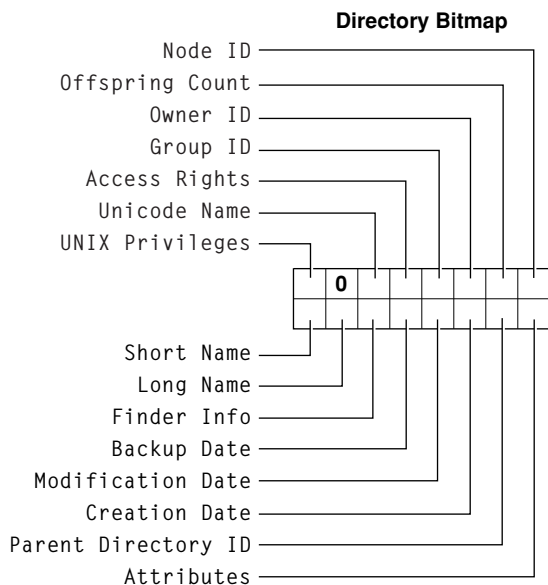 Directory Bitmap
Node ID
Offspring Count
Owner ID
Group ID
Access Rights
Unicode Name
UNIX Privileges
0
Short Name
Long Name
Finder Info
Backup Date
Modification Date
Creation Date
Parent Directory ID
Attributes